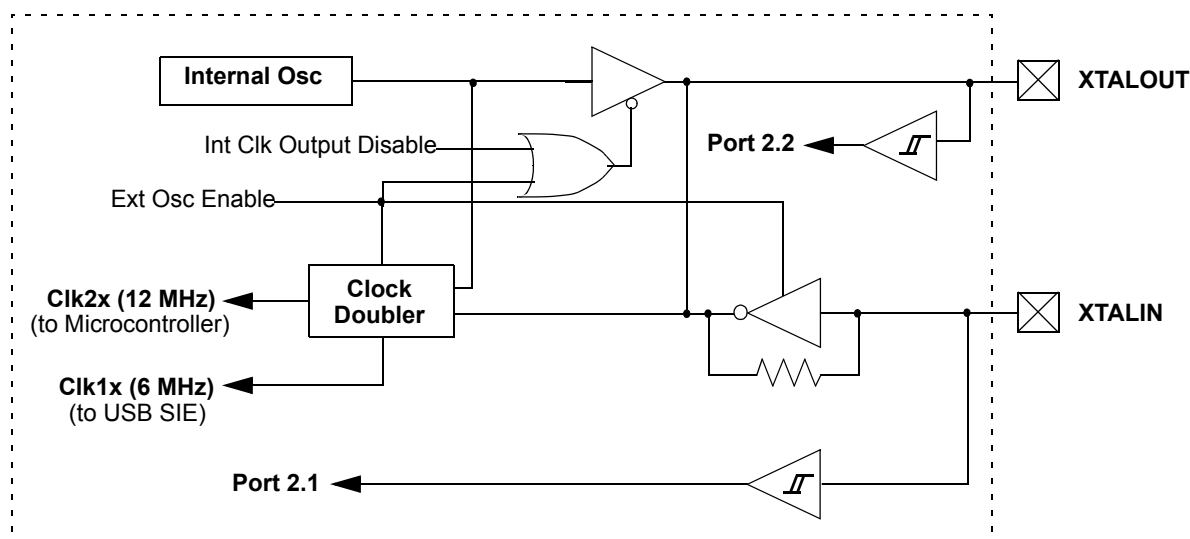 Internal Osc
XTALOUT
Int Clk Output Disable
Port 2.2
Ext Osc Enable
Clock
Doubler
Clk2x (12 MHz)
(to Microcontroller)
XTALIN
Clk1x (6 MHz)
(to USB SIE)
Port 2.1